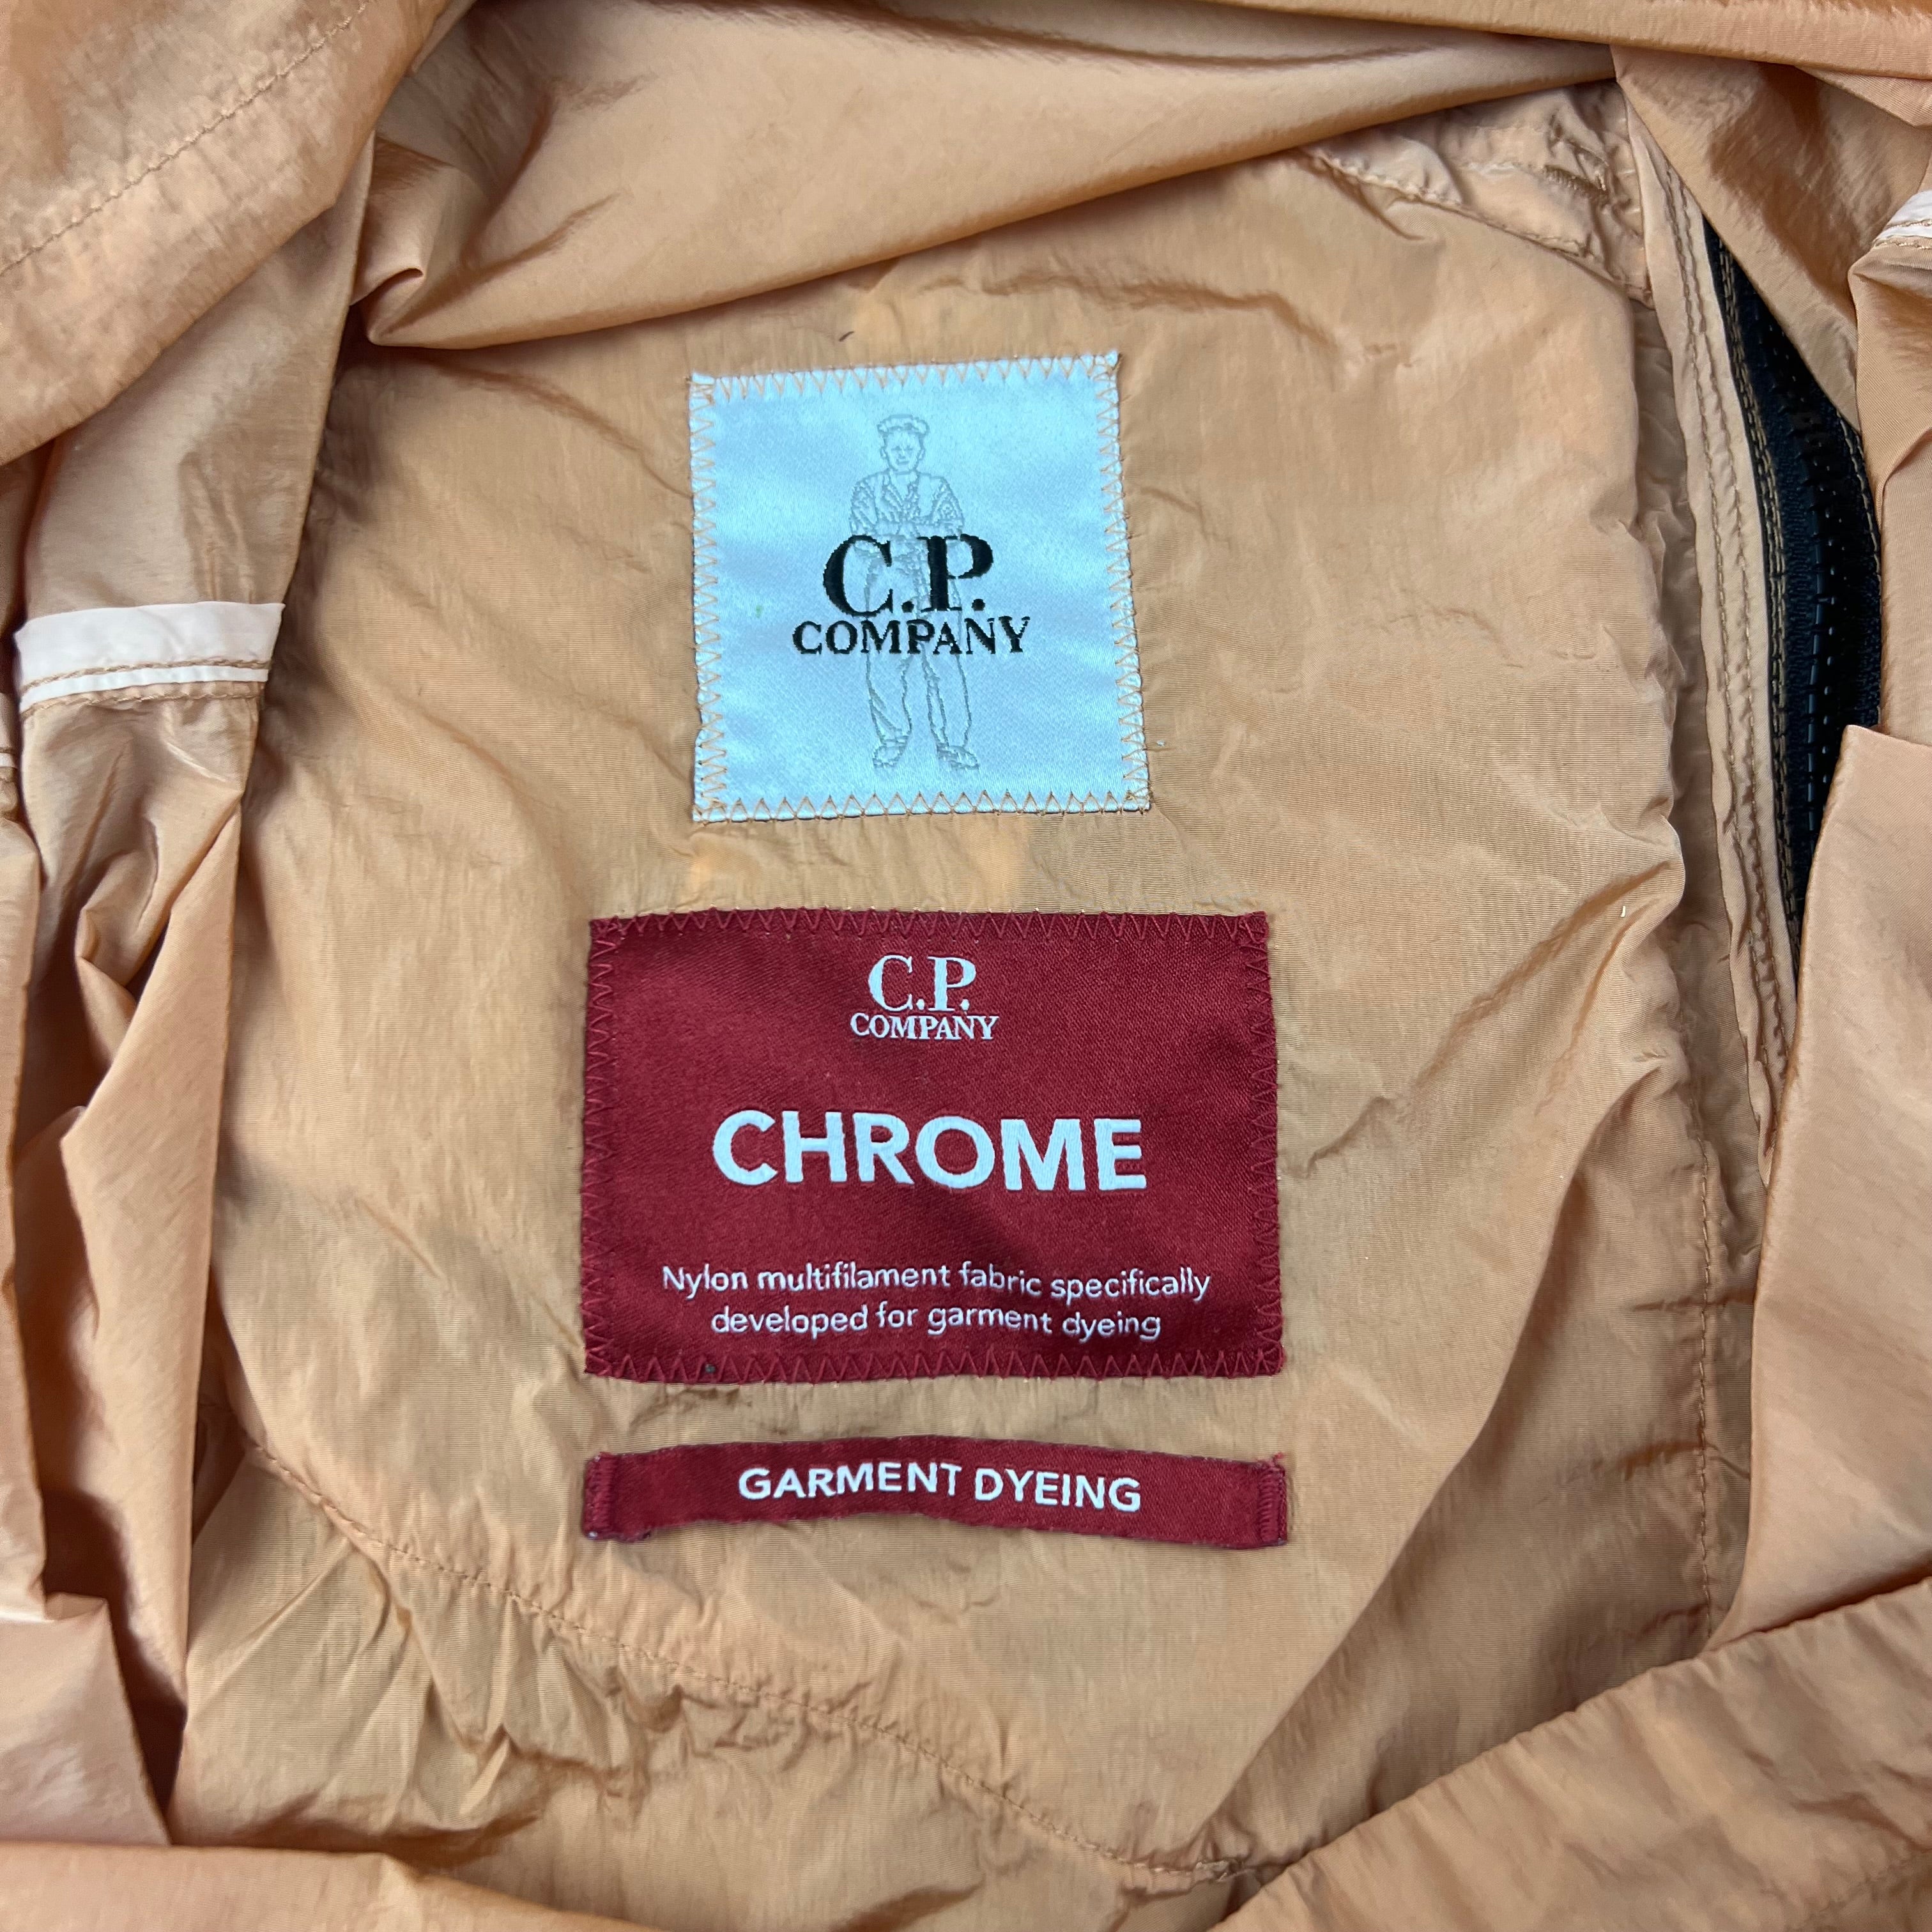 C.P.
COMPANY
C.P.
COMPANY
CHROME
Nylon multifilament fabric specifically
developed for garment dyeing
GARMENT DYEING